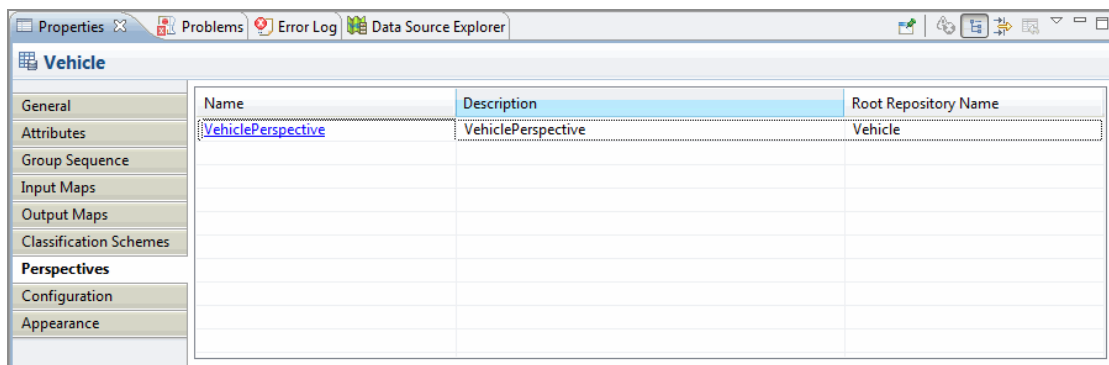 Properties Problems Error Log Data Source Explorer
Vehicle
General
Attributes
Group Sequence
Input Maps
Output Maps
Classification Schemes
Perspectives
Configuration
Appearance
Name Description Root Repository Name
VehiclePerspective VehiclePerspective Vehicle